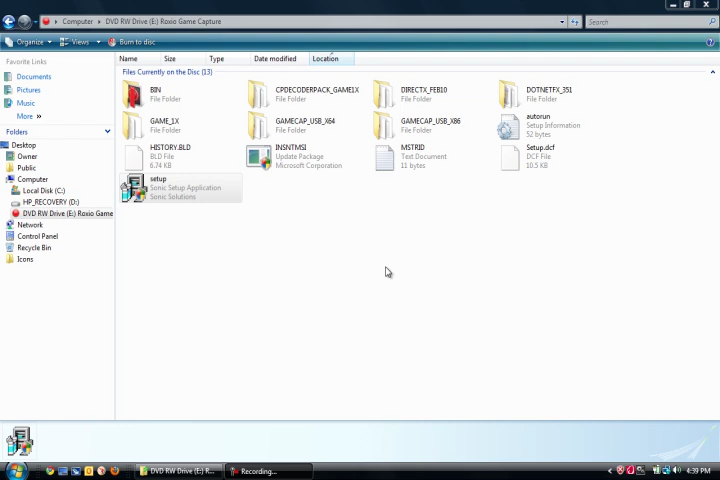 Computer ▸ DVD RW Drive (E:) Roxio Game Capture
Search
Organize
Views
Burn to disc
Favorite Links
Documents
Pictures
Music
More »
Folders
Desktop
Owner
Public
Computer
Local Disk (C:)
HP_RECOVERY (D:)
DVD RW Drive (E:) Roxio Game
Network
Control Panel
Recycle Bin
Icons
Name Size Type Date modified Location
Files Currently on the Disc (13)
BIN
File Folder
CPDECODERPACK_GAME1X
File Folder
DIRECTX_FEB10
File Folder
DOTNETFX_351
File Folder
GAME_1X
File Folder
GAMECAP_USB_X64
File Folder
GAMECAP_USB_X86
File Folder
autorun
Setup Information
52 bytes
HISTORY.BLD
BLD File
6.74 KB
INSNTMSI
Update Package
Microsoft Corporation
MSTRID
Text Document
11 bytes
Setup.dcf
DCF File
10.5 KB
setup
Sonic Setup Application
Sonic Solutions
DVD RW Drive (E:) R...
Recording...
4:39 PM